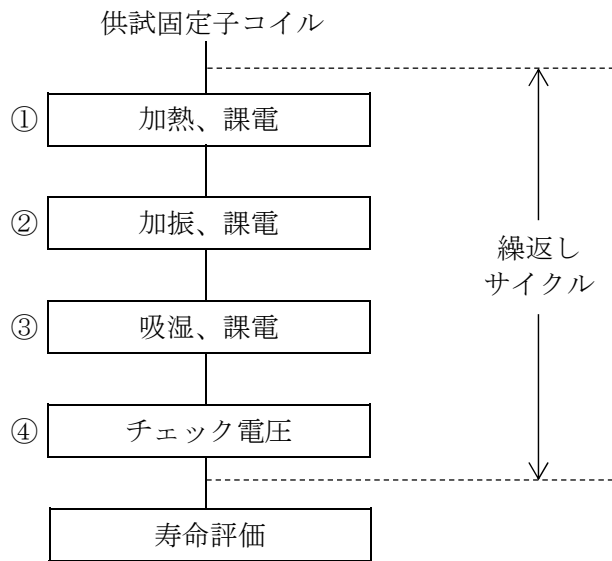 供試固定子コイル
① 加熱、課電
② 加振、課電
③ 吸湿、課電
④ チェック電圧
寿命評価
繰返し
サイクル